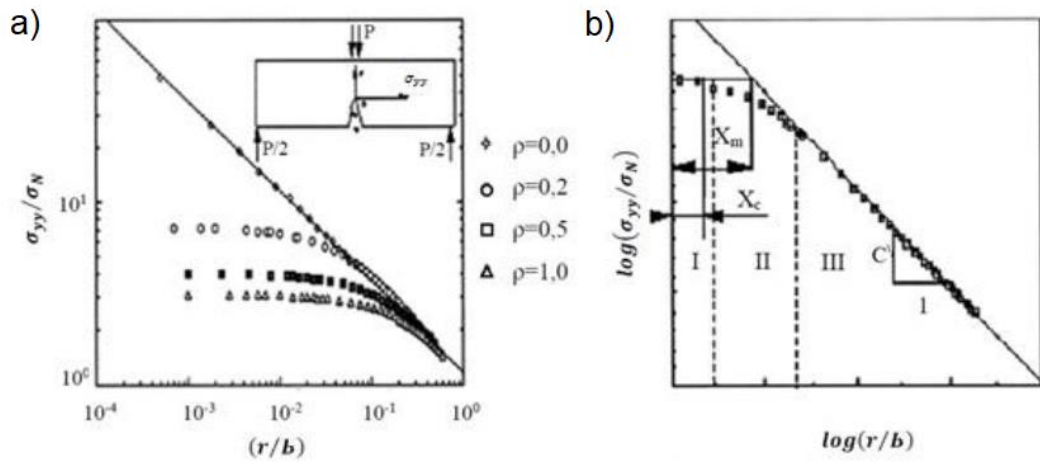 a)
σyy/σN
10¹
10⁰
10⁻⁴
10⁻³
10⁻²
10⁻¹
10⁰
(r/b)
P
σyy
P/2
P/2
ρ=0,0
ρ=0,2
ρ=0,5
ρ=1,0
b)
log(σyy/σN)
Xm
Xc
I
II
III
C
1
log(r/b)